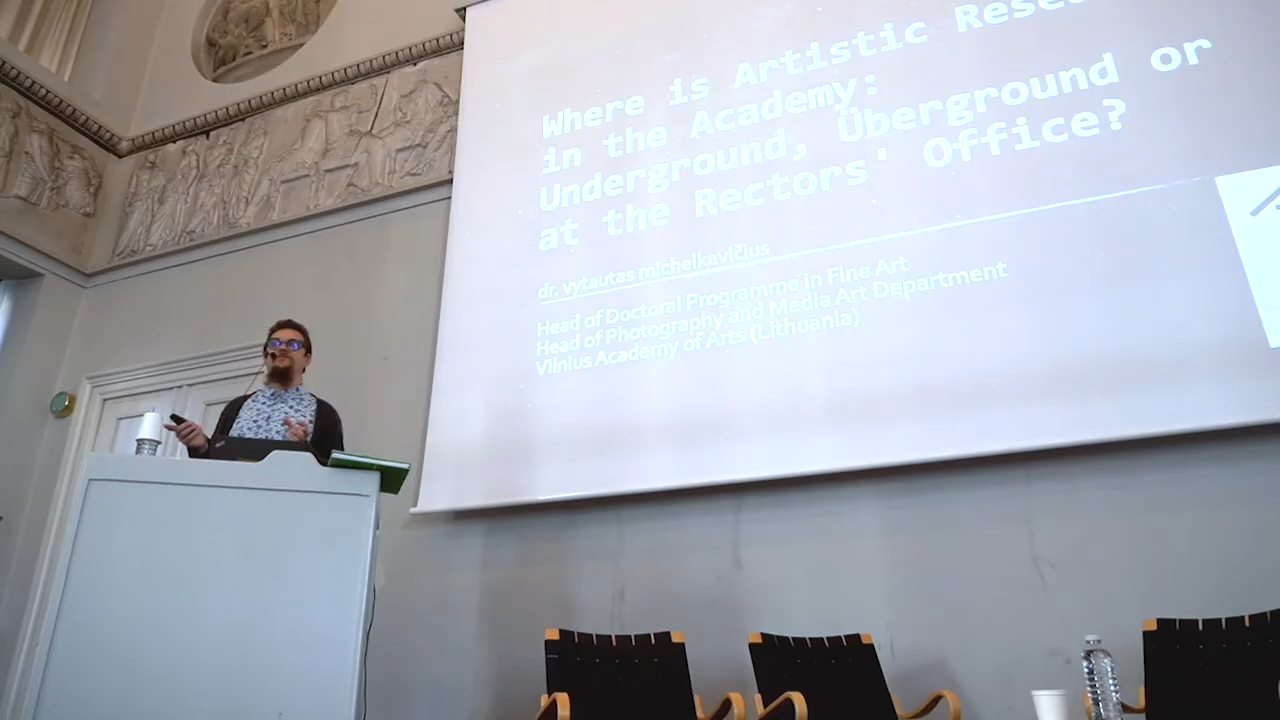 Where is Artistic
in the Academy:
Underground, Überground or
at the Rectors' Office?
dr. vytautas michelkevičius
Head of Doctoral Programme in Fine Art
Head of Photography and Media Art Department
Vilnius Academy of Arts (Lithuania)